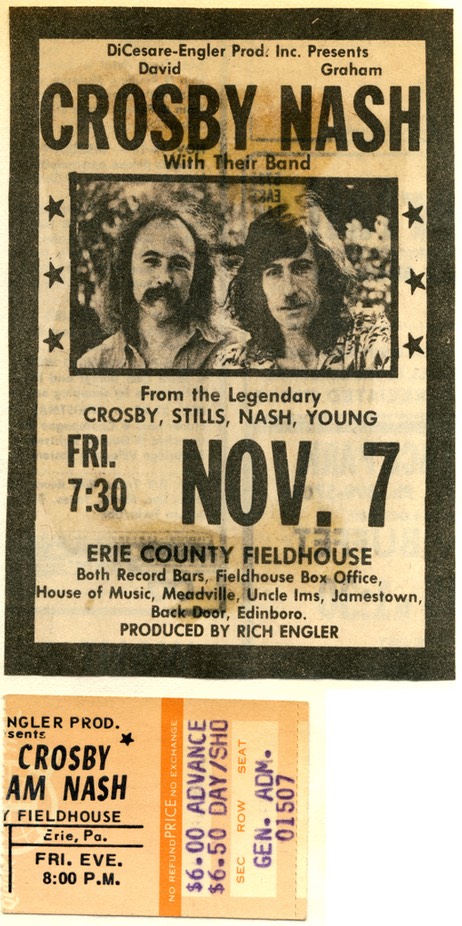 DiCesare-Engler Prod. Inc. Presents
David Graham
CROSBY NASH
With Their Band
From the Legendary
CROSBY, STILLS, NASH, YOUNG
FRI.
7:30
NOV. 7
ERIE COUNTY FIELDHOUSE
Both Record Bars, Fieldhouse Box Office,
House of Music, Meadville, Uncle Ims, Jamestown,
Back Door, Edinboro.
PRODUCED BY RICH ENGLER
NGLER PROD.
sents
CROSBY
AM NASH
Y FIELDHOUSE
Erie, Pa.
FRI. EVE.
8:00 P.M.
NO REFUND PRICE NO EXCHANGE
$6.00 ADVANCE
$6.50 DAY/SHO
SEC ROW SEAT
GEN. ADM.
01507